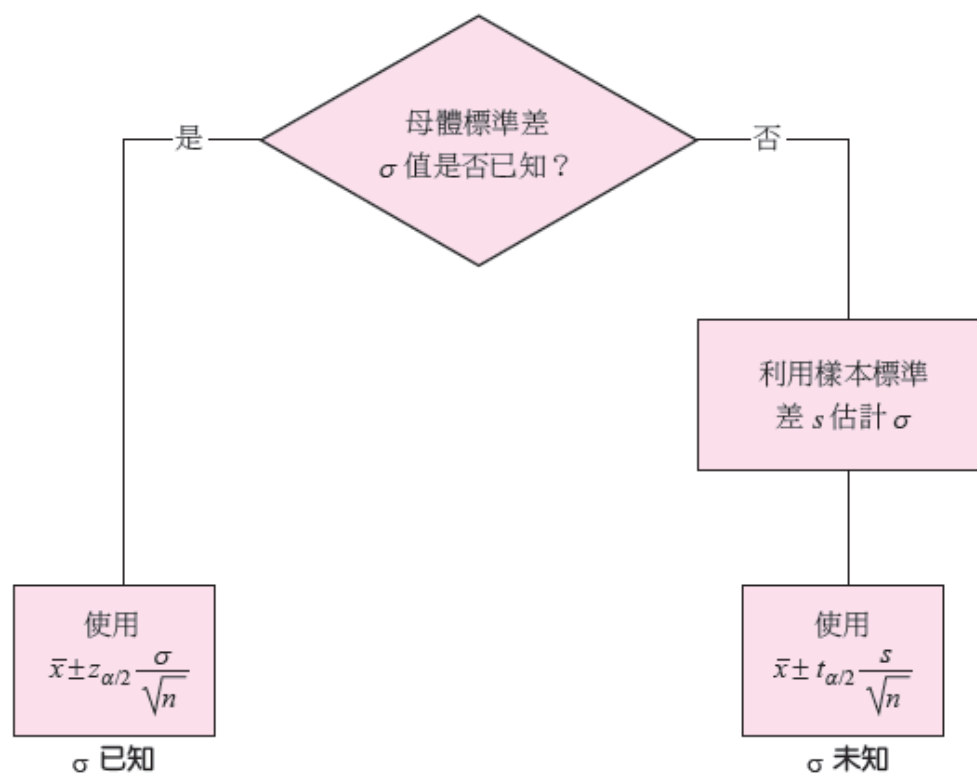 母體標準差
σ 值是否已知？
是
否
利用樣本標準
差 s 估計 σ
使用
x̄ ± z_{α/2} σ/√n
σ 已知
使用
x̄ ± t_{α/2} s/√n
σ 未知